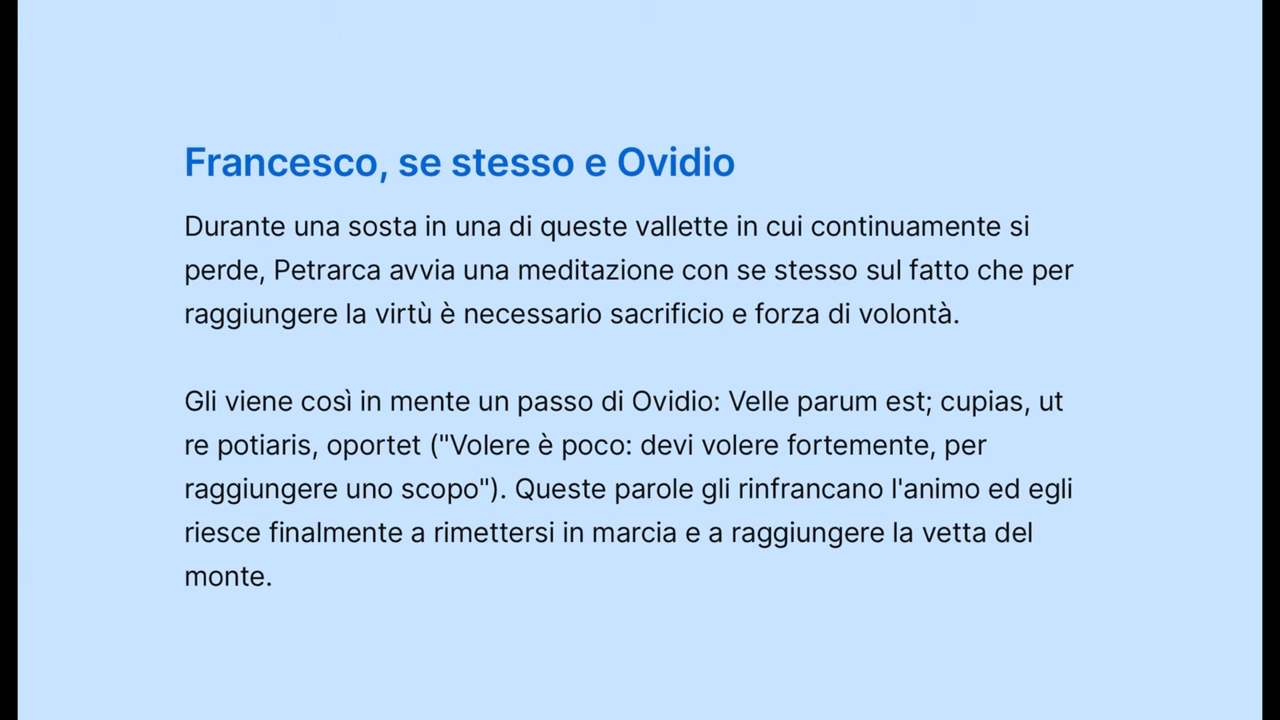 Francesco, se stesso e Ovidio
Durante una sosta in una di queste vallette in cui continuamente si
perde, Petrarca avvia una meditazione con se stesso sul fatto che per
raggiungere la virtù è necessario sacrificio e forza di volontà.
Gli viene così in mente un passo di Ovidio: Velle parum est; cupias, ut
re potiaris, oportet ("Volere è poco: devi volere fortemente, per
raggiungere uno scopo"). Queste parole gli rinfrancano l'animo ed egli
riesce finalmente a rimettersi in marcia e a raggiungere la vetta del
monte.